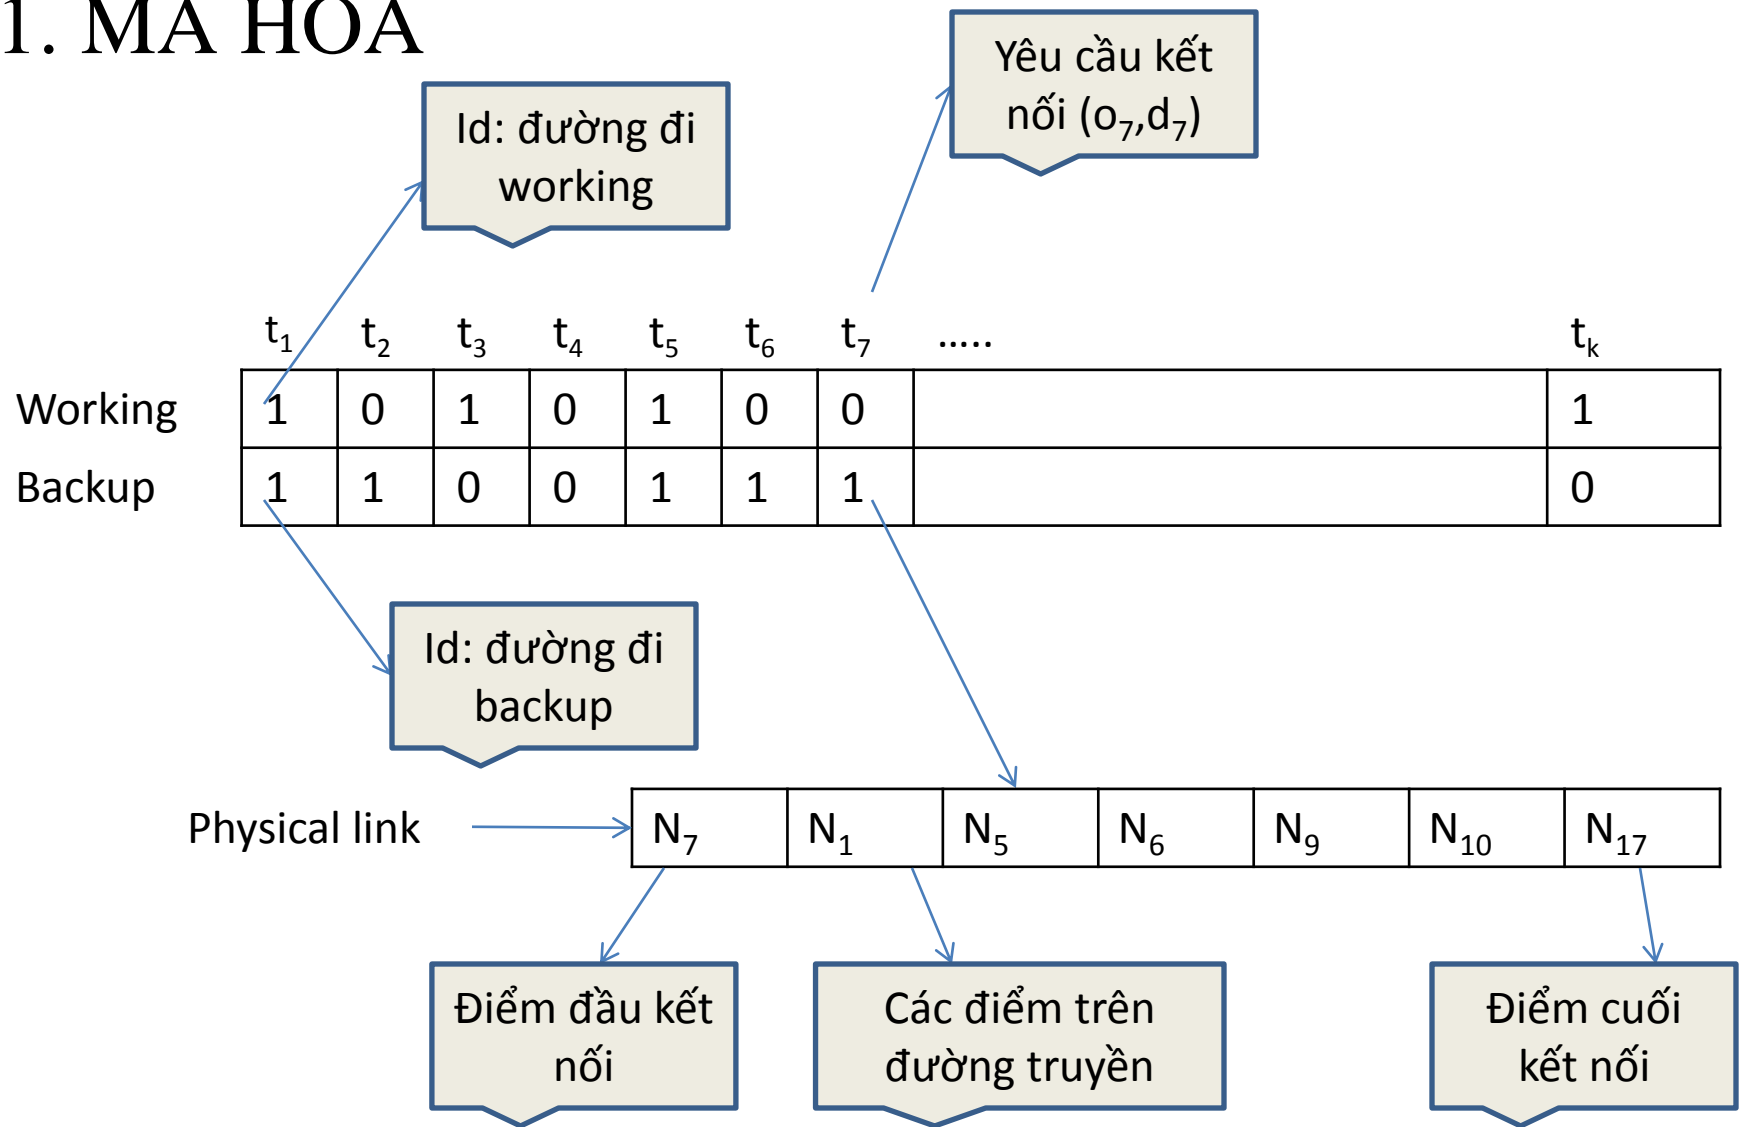 1. MÃ HÓA
Yêu cầu kết
nối (o₇,d₇)
Id: đường đi
working
t₁ t₂ t₃ t₄ t₅ t₆ t₇ ..... tₖ
Working 1 0 1 0 1 0 0 1
Backup 1 1 0 0 1 1 1 0
Id: đường đi
backup
Physical link N₇ N₁ N₅ N₆ N₉ N₁₀ N₁₇
Điểm đầu kết
nối
Các điểm trên
đường truyền
Điểm cuối
kết nối